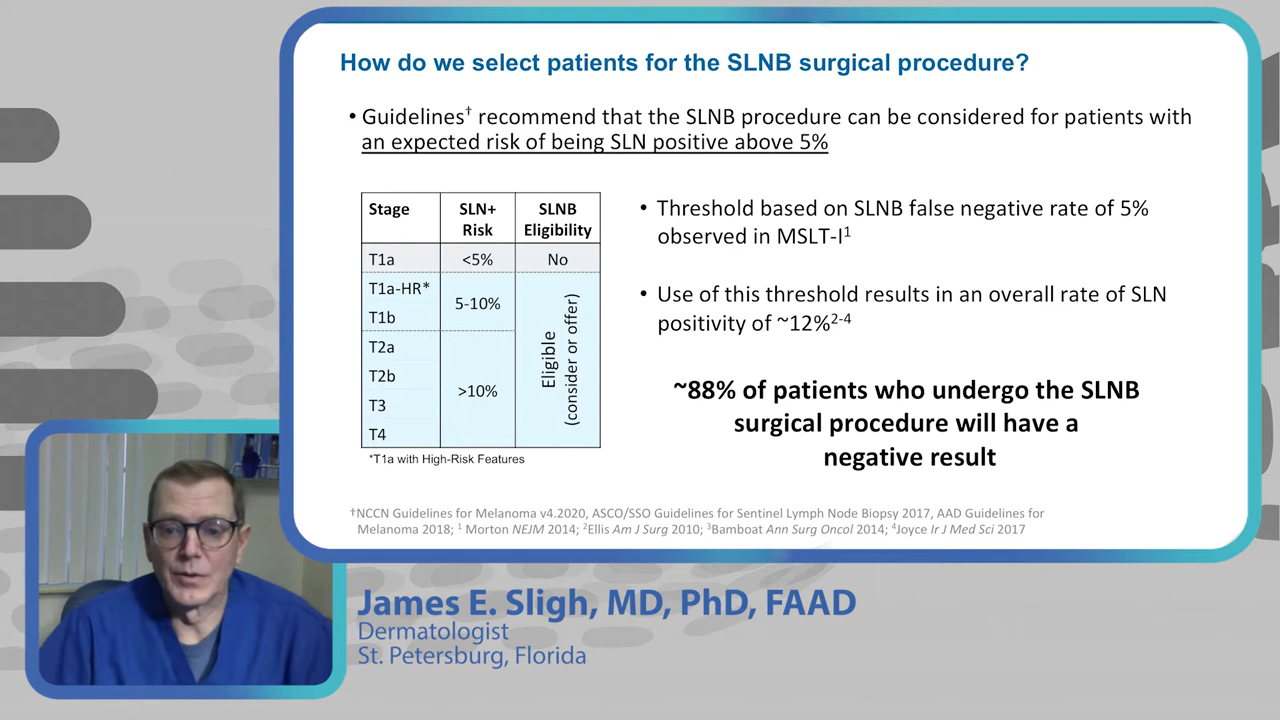 How do we select patients for the SLNB surgical procedure?
• Guidelines† recommend that the SLNB procedure can be considered for patients with
an expected risk of being SLN positive above 5%
Stage SLN+ Risk SLNB Eligibility
T1a <5% No
T1a-HR* 5-10% Eligible (consider or offer)
T1b
T2a >10%
T2b
T3
T4
*T1a with High-Risk Features
• Threshold based on SLNB false negative rate of 5%
observed in MSLT-I¹
• Use of this threshold results in an overall rate of SLN
positivity of ~12%²⁻⁴
~88% of patients who undergo the SLNB
surgical procedure will have a
negative result
†NCCN Guidelines for Melanoma v4.2020, ASCO/SSO Guidelines for Sentinel Lymph Node Biopsy 2017, AAD Guidelines for
Melanoma 2018; ¹ Morton NEJM 2014; ²Ellis Am J Surg 2010; ³Bamboat Ann Surg Oncol 2014; ⁴Joyce Ir J Med Sci 2017
James E. Sligh, MD, PhD, FAAD
Dermatologist
St. Petersburg, Florida